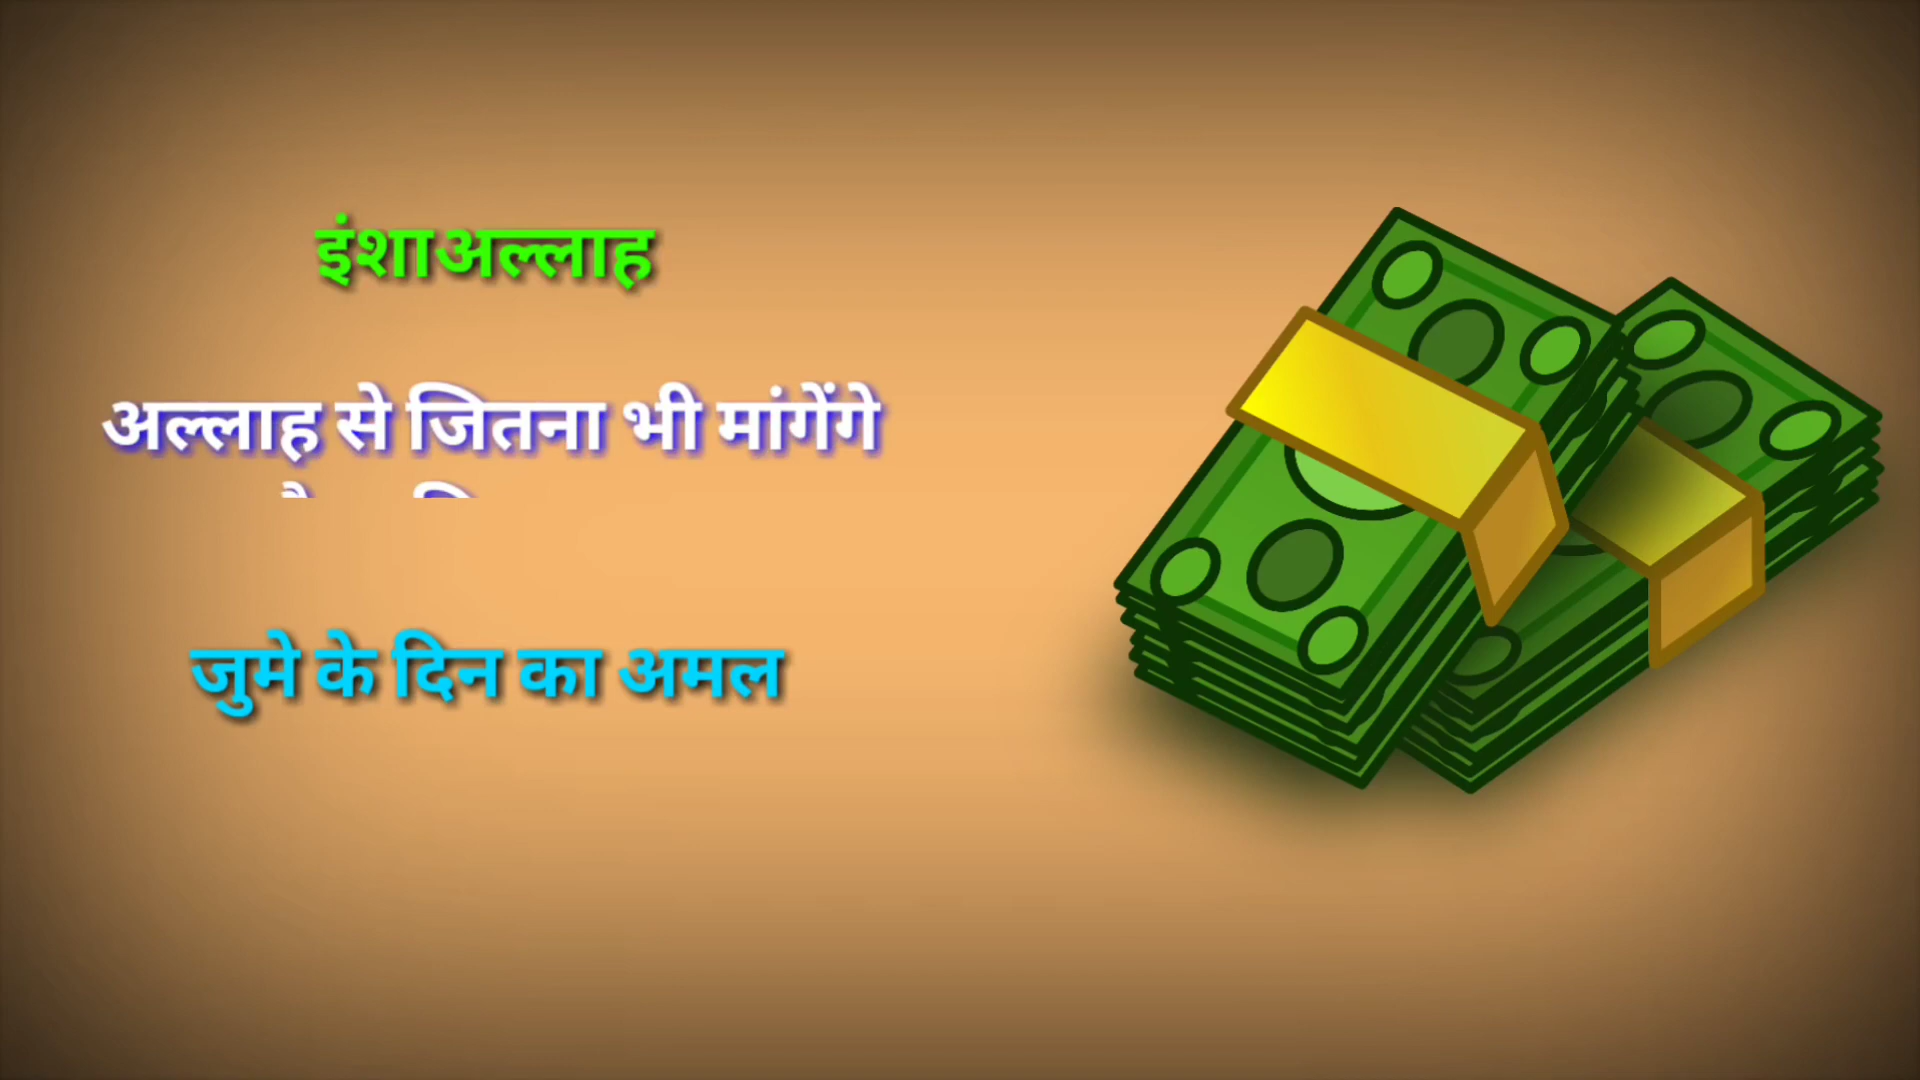 इंशाअल्लाह
अल्लाह से जितना भी मांगेंगे
जुमे के दिन का अमल